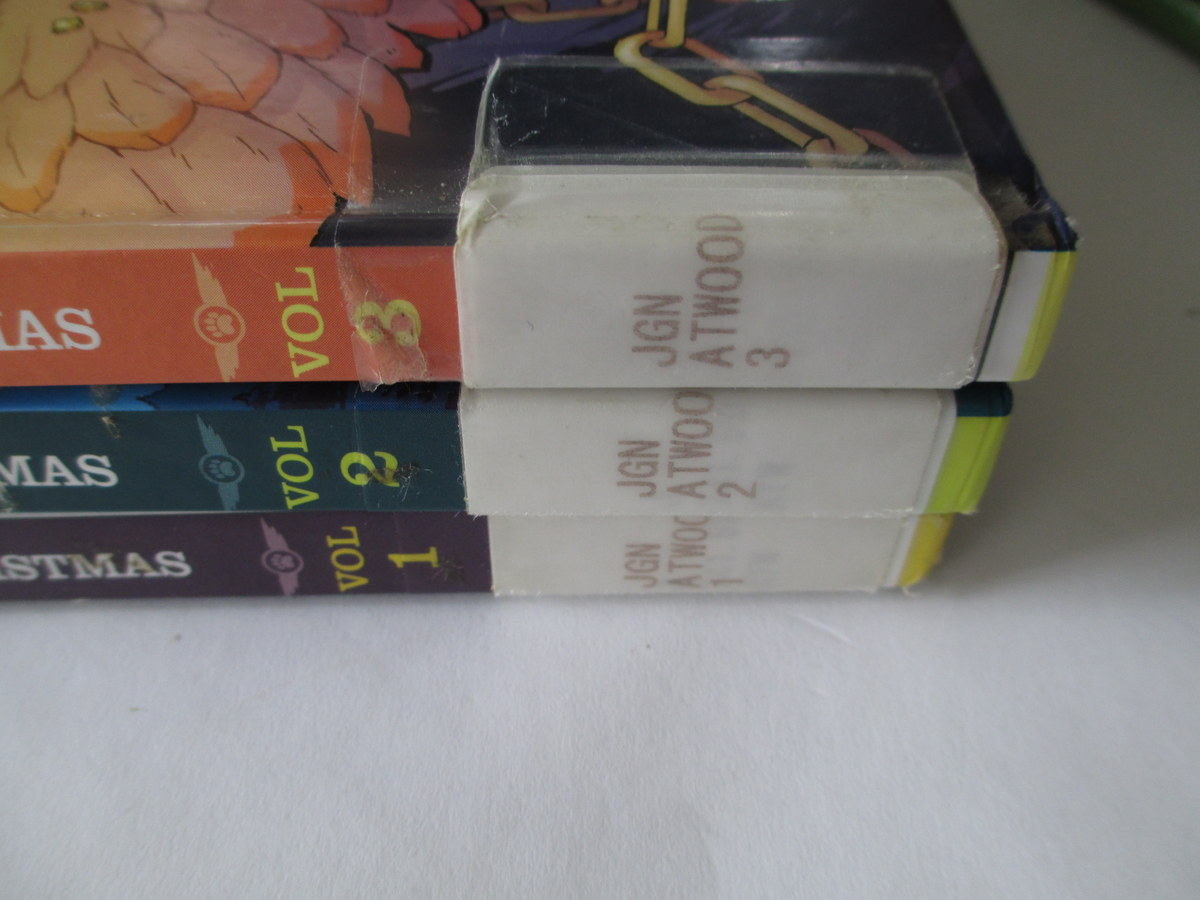 MAS VOL 3 JGN
ATWOOD
3
MAS VOL 2 JGN
ATWOOD
2
STMAS VOL 1 JGN
ATWOO
1